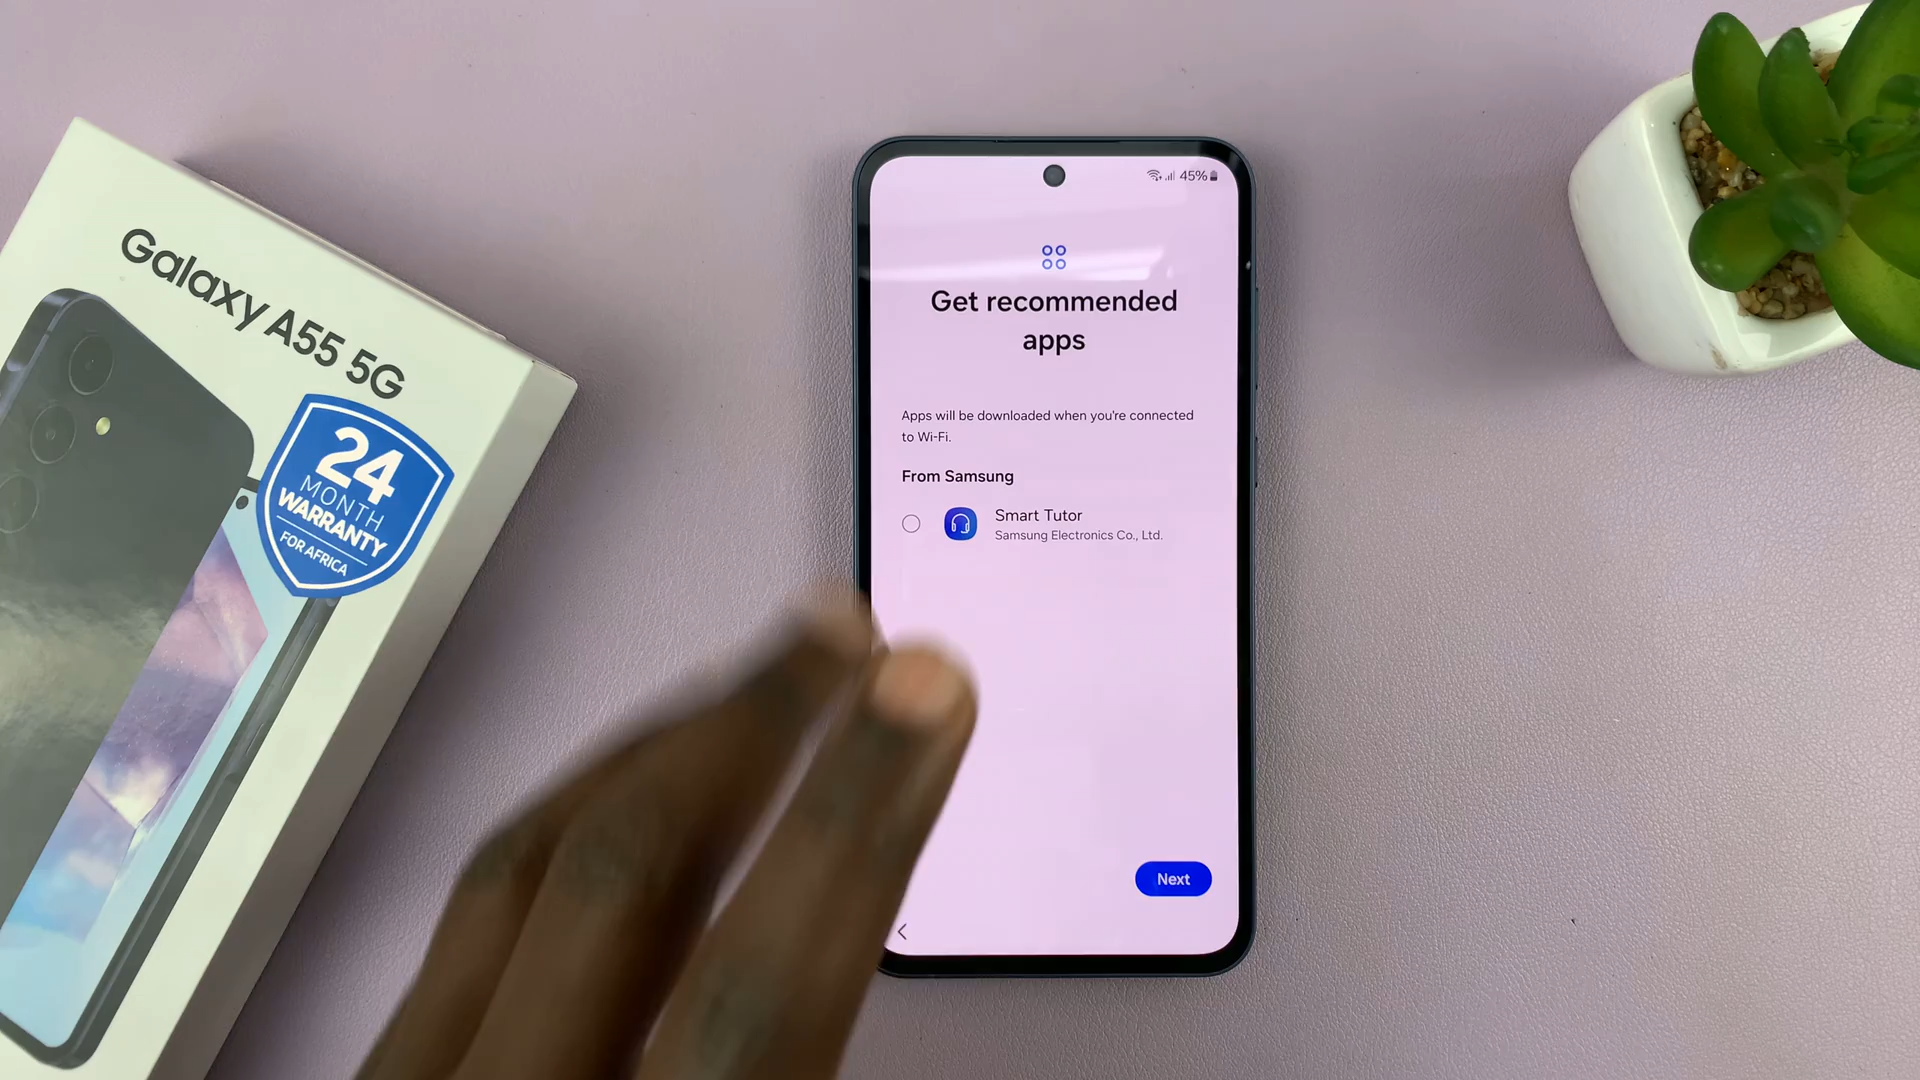 Galaxy A55 5G
24
MONTH
WARRANTY
FOR AFRICA
45%
Get recommended
apps
Apps will be downloaded when you're connected
to Wi-Fi.
From Samsung
Smart Tutor
Samsung Electronics Co., Ltd.
Next